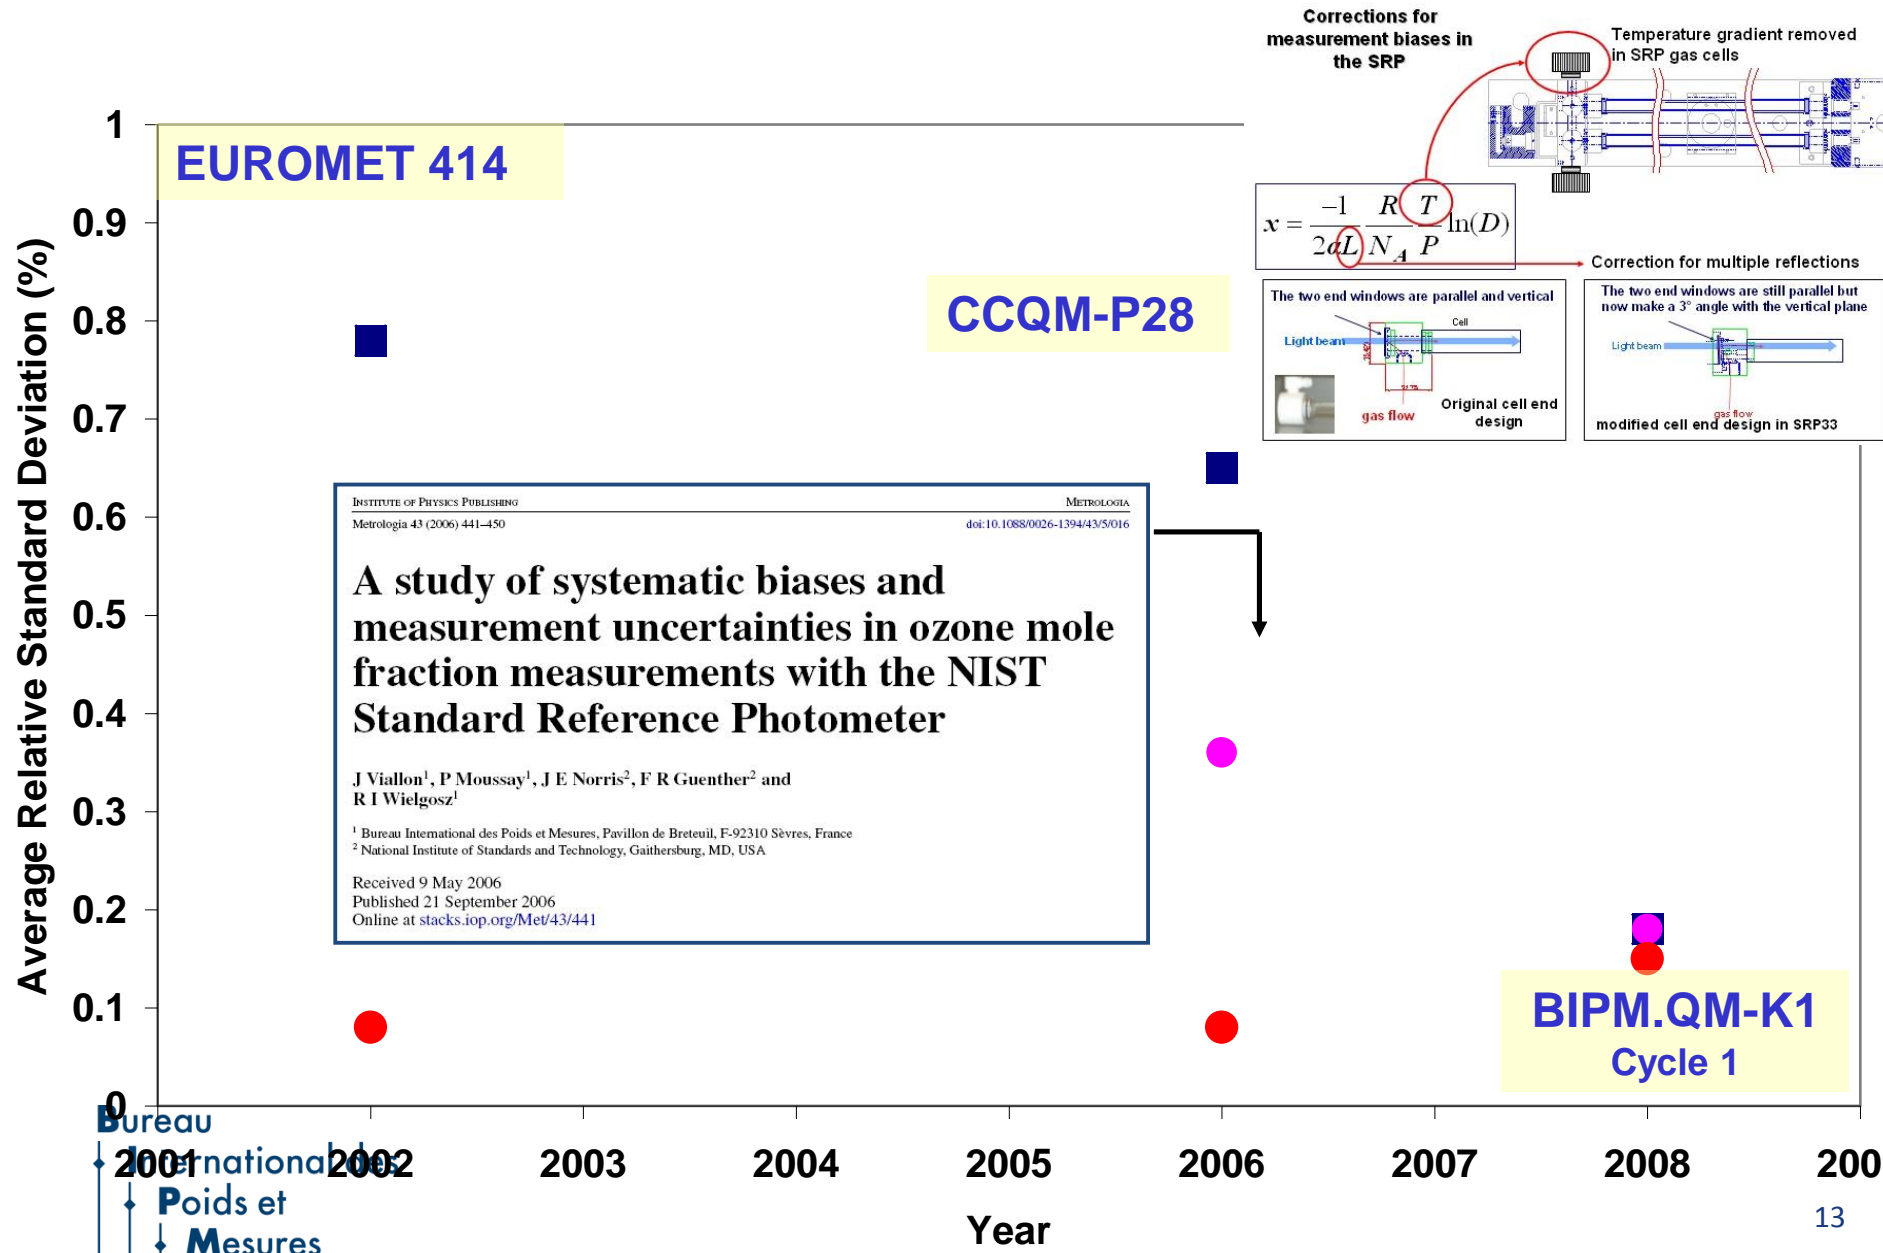 Corrections for
measurement biases in
the SRP
Temperature gradient removed
in SRP gas cells
x = -1/2αL R/N_A T/P ln(D)
Correction for multiple reflections
The two end windows are parallel and vertical
Cell
Light beam
gas flow
Original cell end
design
The two end windows are still parallel but
now make a 3° angle with the vertical plane
Light beam
gas flow
modified cell end design in SRP33
EUROMET 414
CCQM-P28
BIPM.QM-K1
Cycle 1
Average Relative Standard Deviation (%)
1
0.9
0.8
0.7
0.6
0.5
0.4
0.3
0.2
0.1
0
INSTITUTE OF PHYSICS PUBLISHING METROLOGIA
Metrologia 43 (2006) 441–450 doi:10.1088/0026-1394/43/5/016
A study of systematic biases and
measurement uncertainties in ozone mole
fraction measurements with the NIST
Standard Reference Photometer
J Viallon¹, P Moussay¹, J E Norris², F R Guenther² and
R I Wielgosz¹
¹ Bureau International des Poids et Mesures, Pavillon de Breteuil, F-92310 Sèvres, France
² National Institute of Standards and Technology, Gaithersburg, MD, USA
Received 9 May 2006
Published 21 September 2006
Online at stacks.iop.org/Met/43/441
2001 2002 2003 2004 2005 2006 2007 2008 200
Year
Bureau
International des
Poids et
Mesures
13